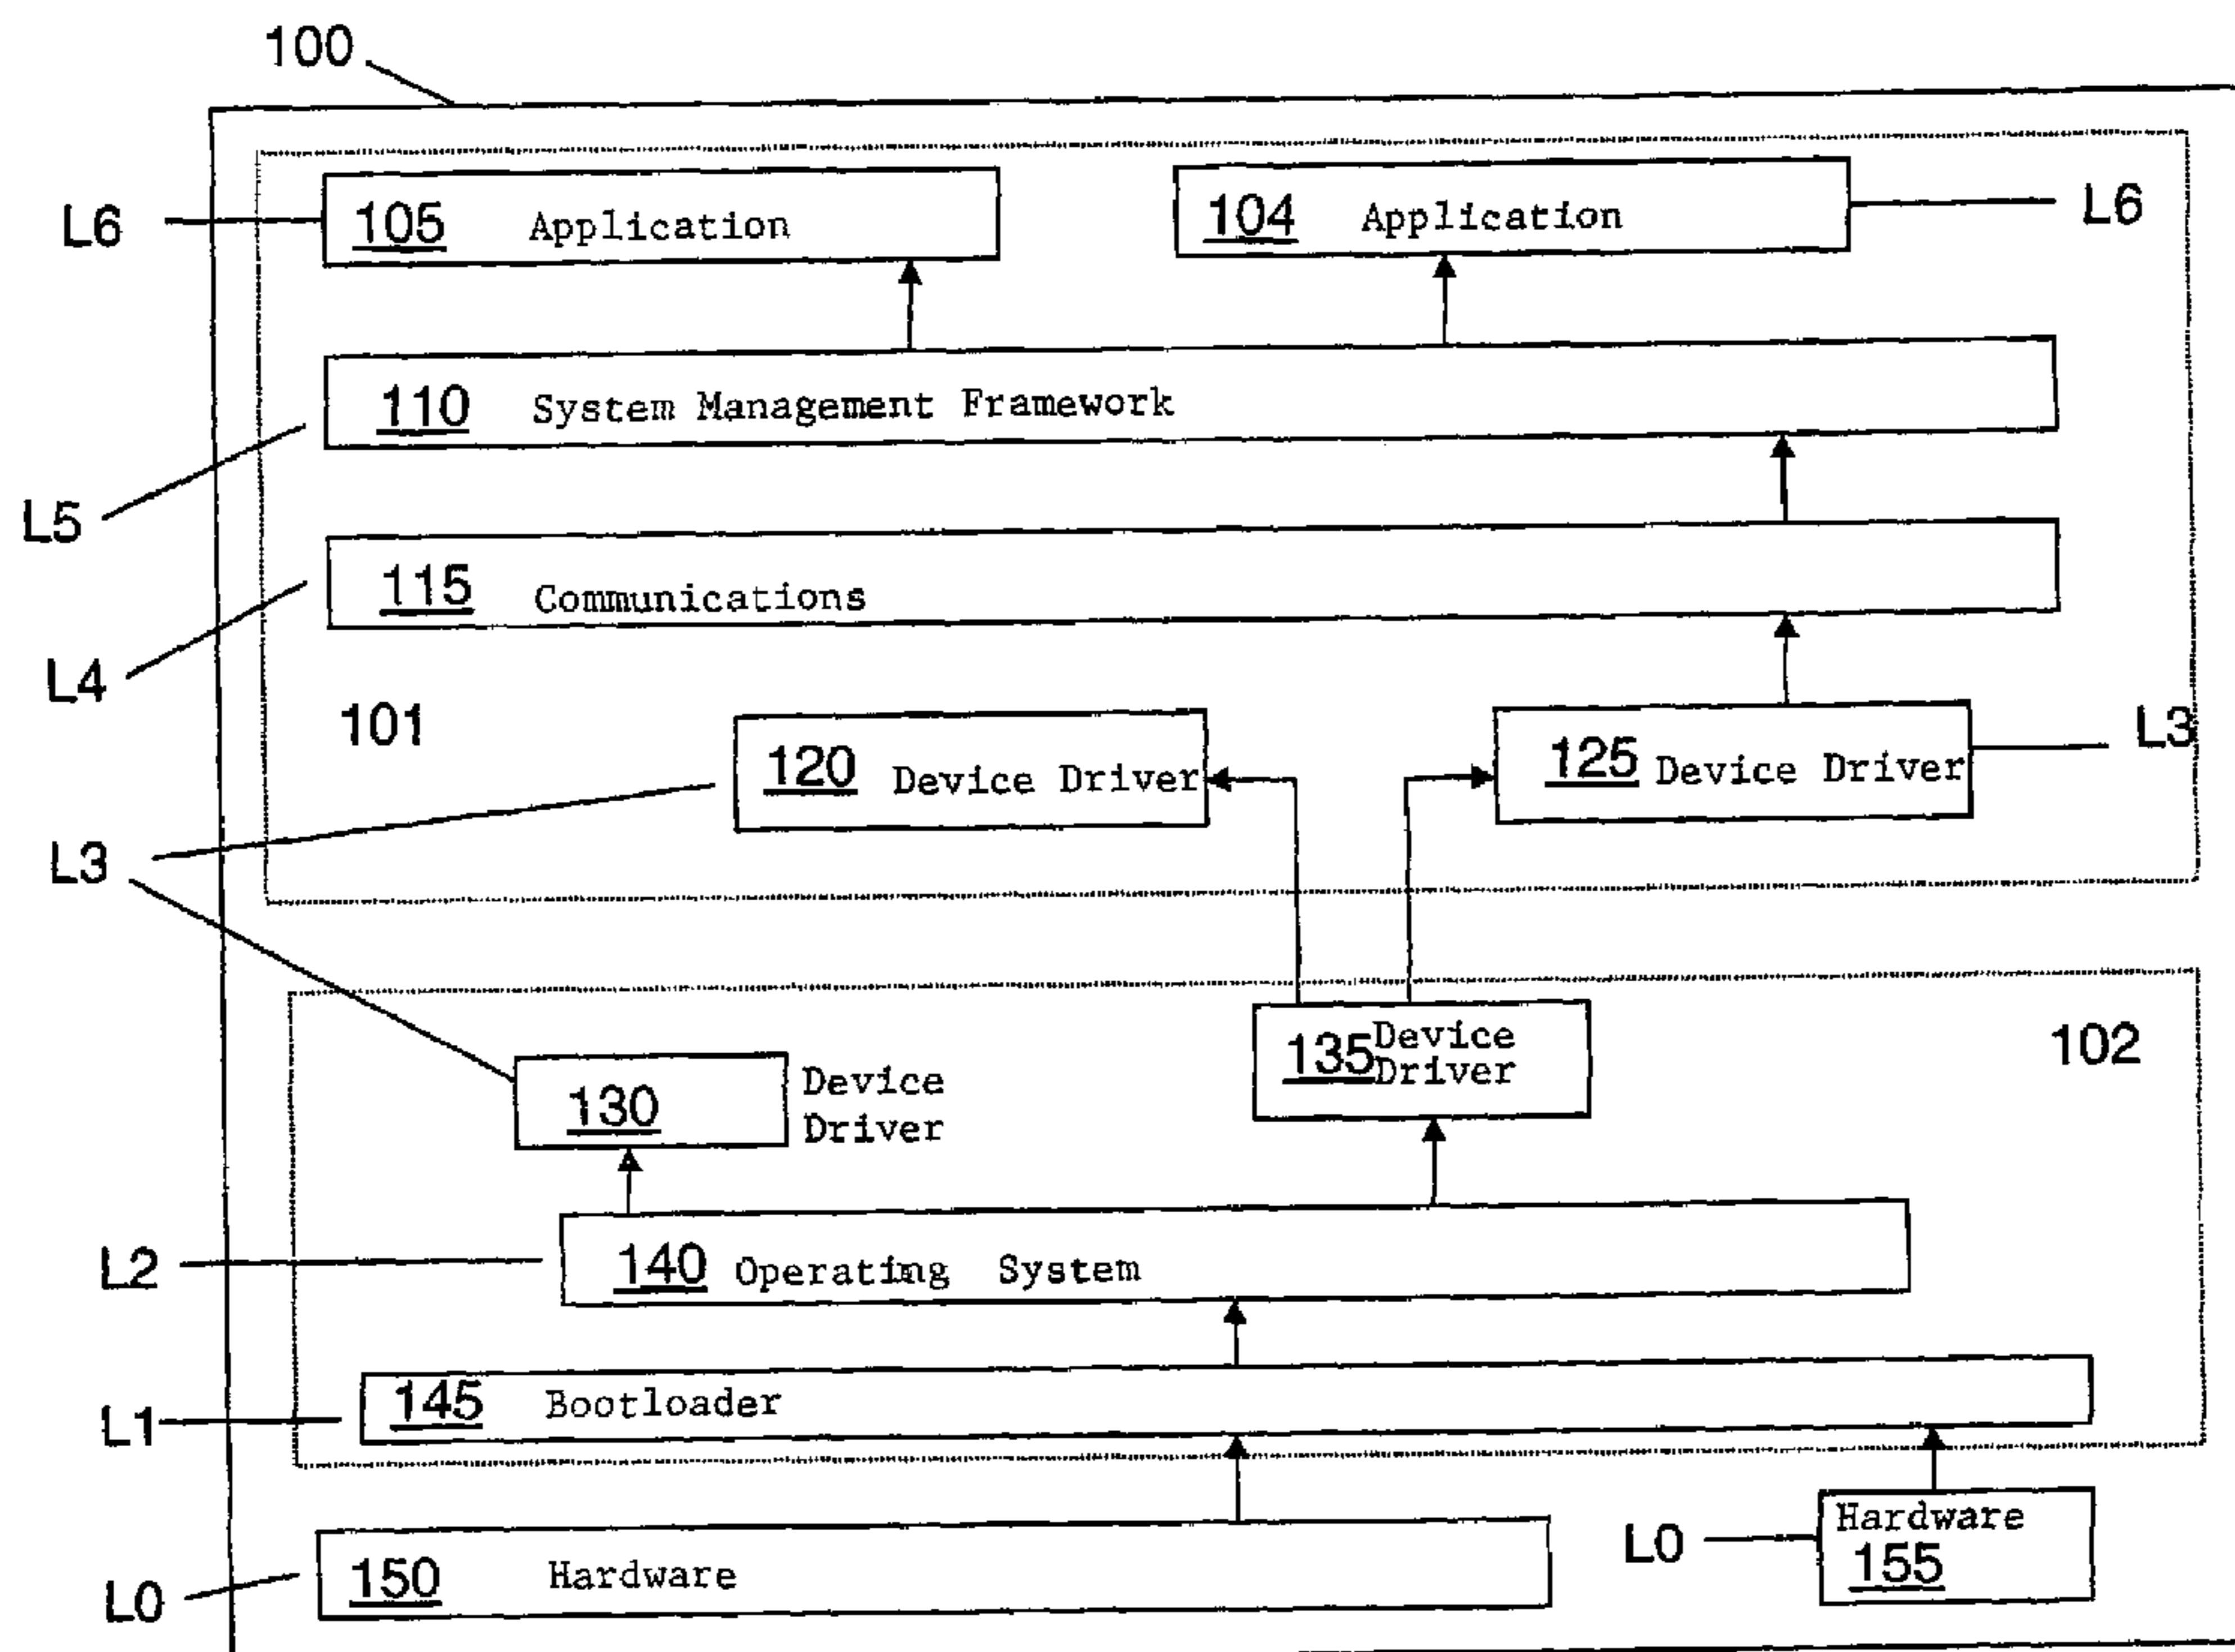 100
L6
105 Application
104 Application
L6
110 System Management Framework
L5
115 Communications
L4
101
120 Device Driver
125 Device Driver
L3
L3
130
Device
Driver
135 Device
Driver
102
L2
140 Operating System
L1
145 Bootloader
L0
150 Hardware
L0
Hardware
155